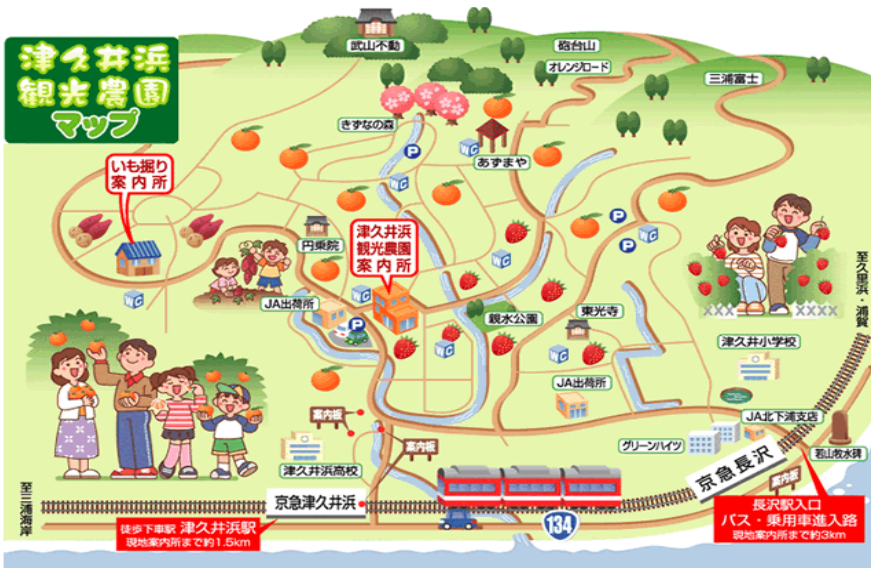 津久井浜
観光農園
マップ
武山不動
砲台山
オレンジロード
三浦富士
きずなの森
P
WC
あずまや
いも掘り
案内所
WC
円乗院
津久井浜
観光農園
案内所
P
P
WC
WC
至久里浜・浦賀
WC
JA出荷所
WC
P
親水公園
東光寺
津久井小学校
WC
WC
JA出荷所
案内板
案内板
JA北下浦支店
グリーンハイツ
若山牧水碑
津久井浜高校
京急長沢
案内板
至三浦海岸
京急津久井浜
134
徒歩下車駅 津久井浜駅
現地案内所まで約1.5km
長沢駅入口
バス・乗用車進入路
現地案内所まで約3km